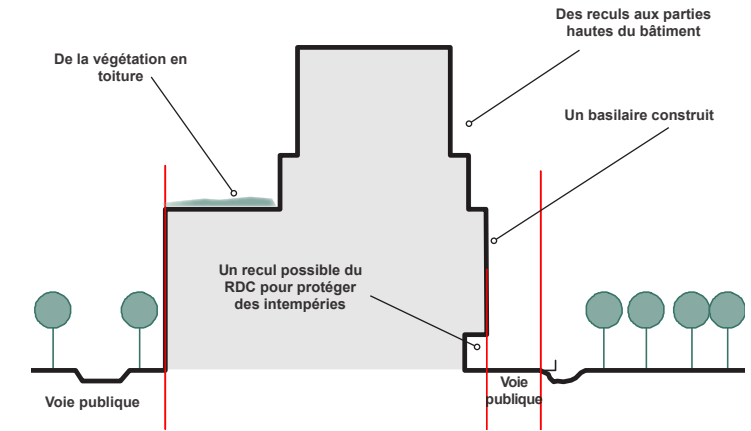 Des reculs aux parties
hautes du bâtiment
De la végétation en
toiture
Un basilaire construit
Un recul possible du
RDC pour protéger
des intempéries
Voie publique
Voie
publique